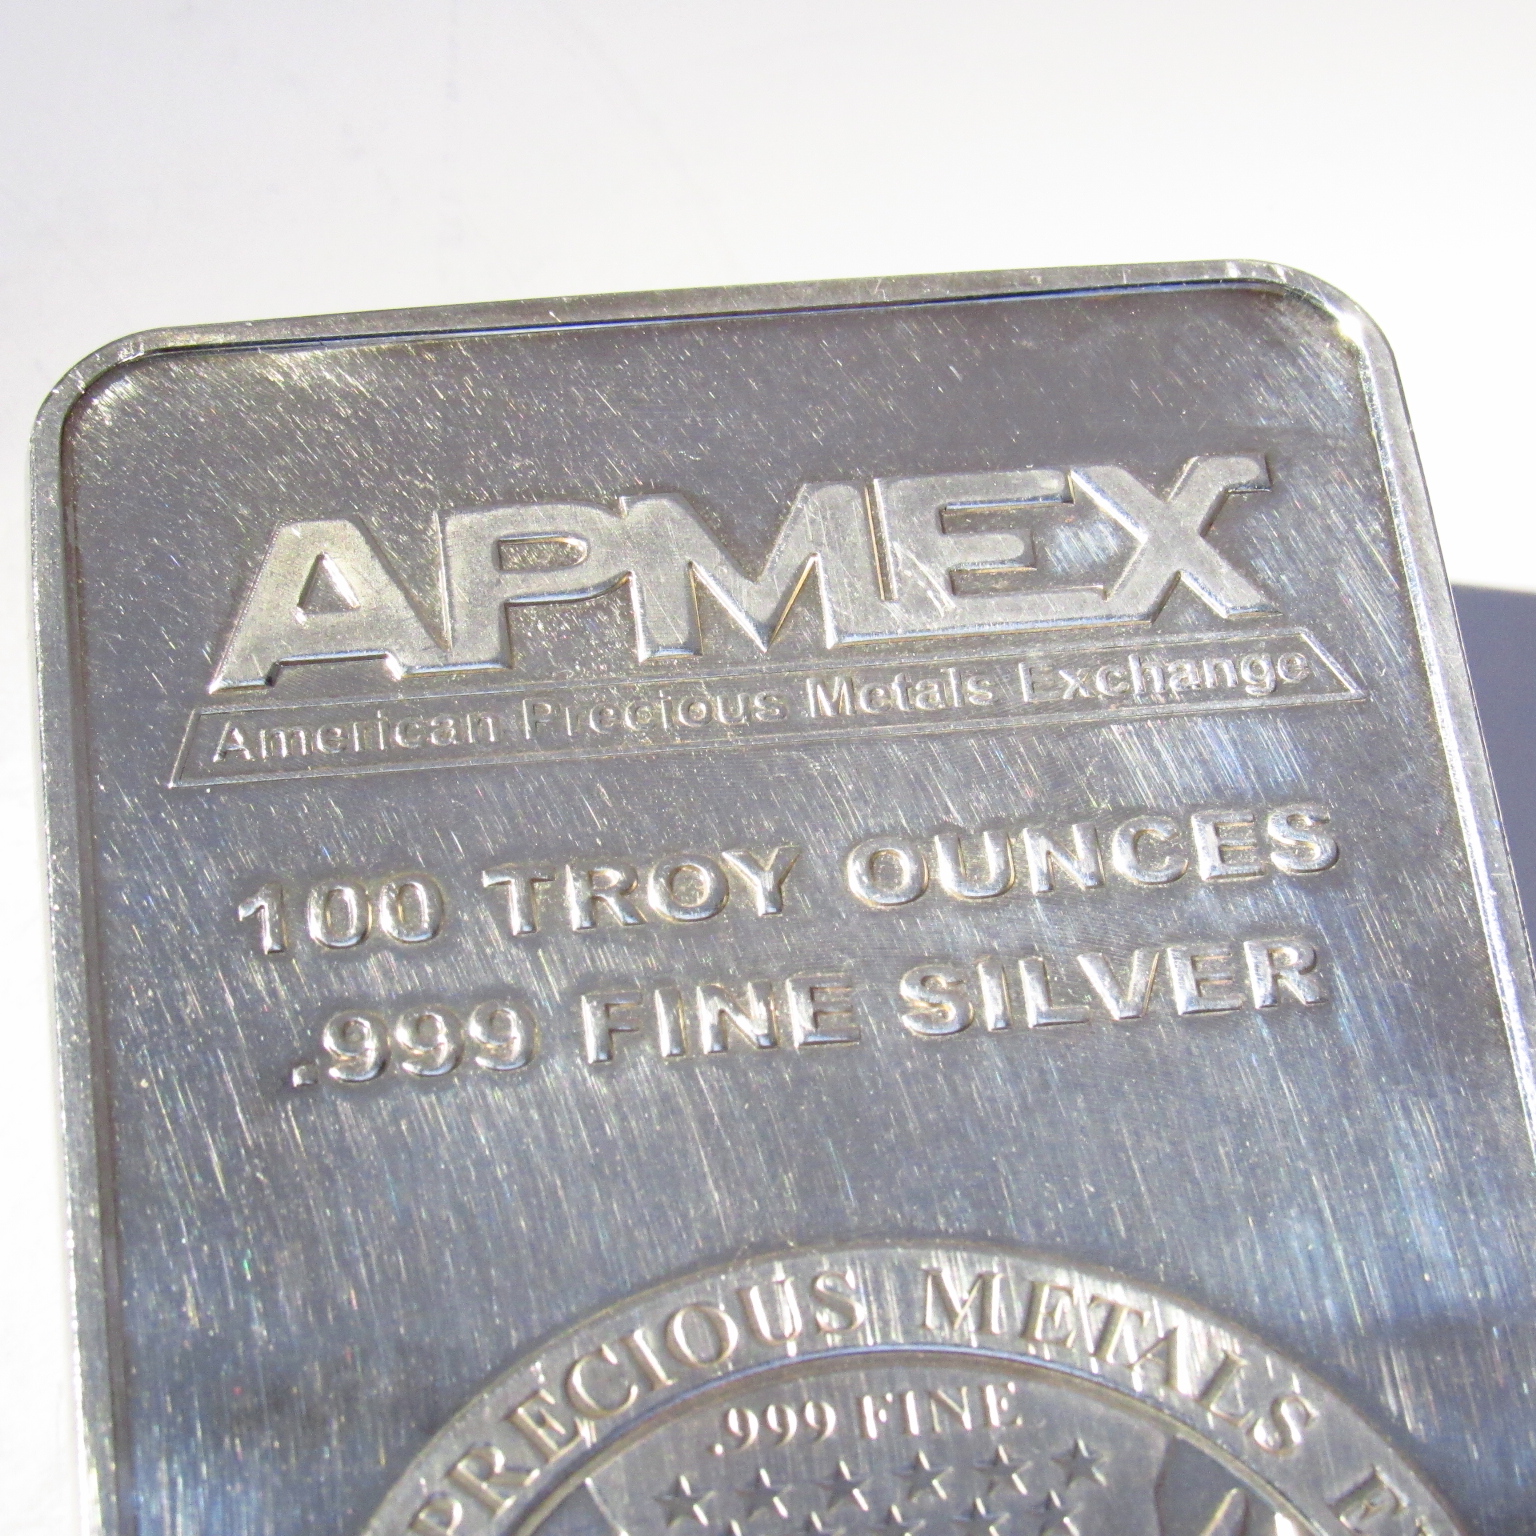 APMEX
American Precious Metals Exchange
100 TROY OUNCES
.999 FINE SILVER
PRECIOUS METALS
.999 FINE